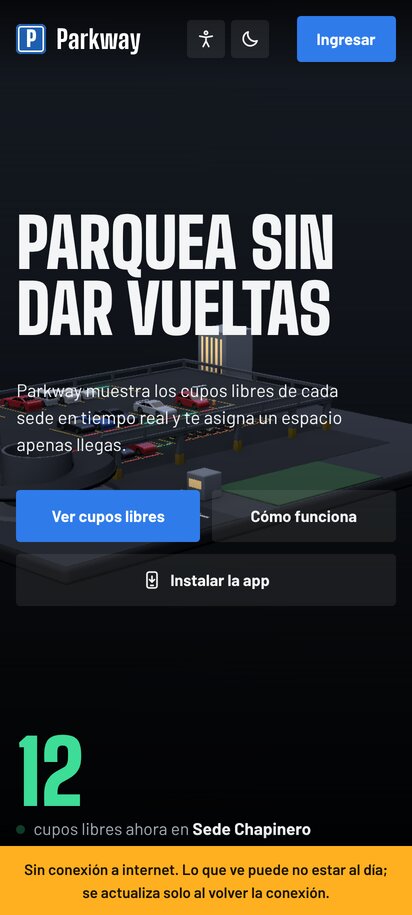 P Parkway
Ingresar
PARQUEA SIN
DAR VUELTAS
Parkway muestra los cupos libres de cada
sede en tiempo real y te asigna un espacio
apenas llegas.
Ver cupos libres
Cómo funciona
Instalar la app
12
cupos libres ahora en Sede Chapinero
Sin conexión a internet. Lo que ve puede no estar al día;
se actualiza solo al volver la conexión.